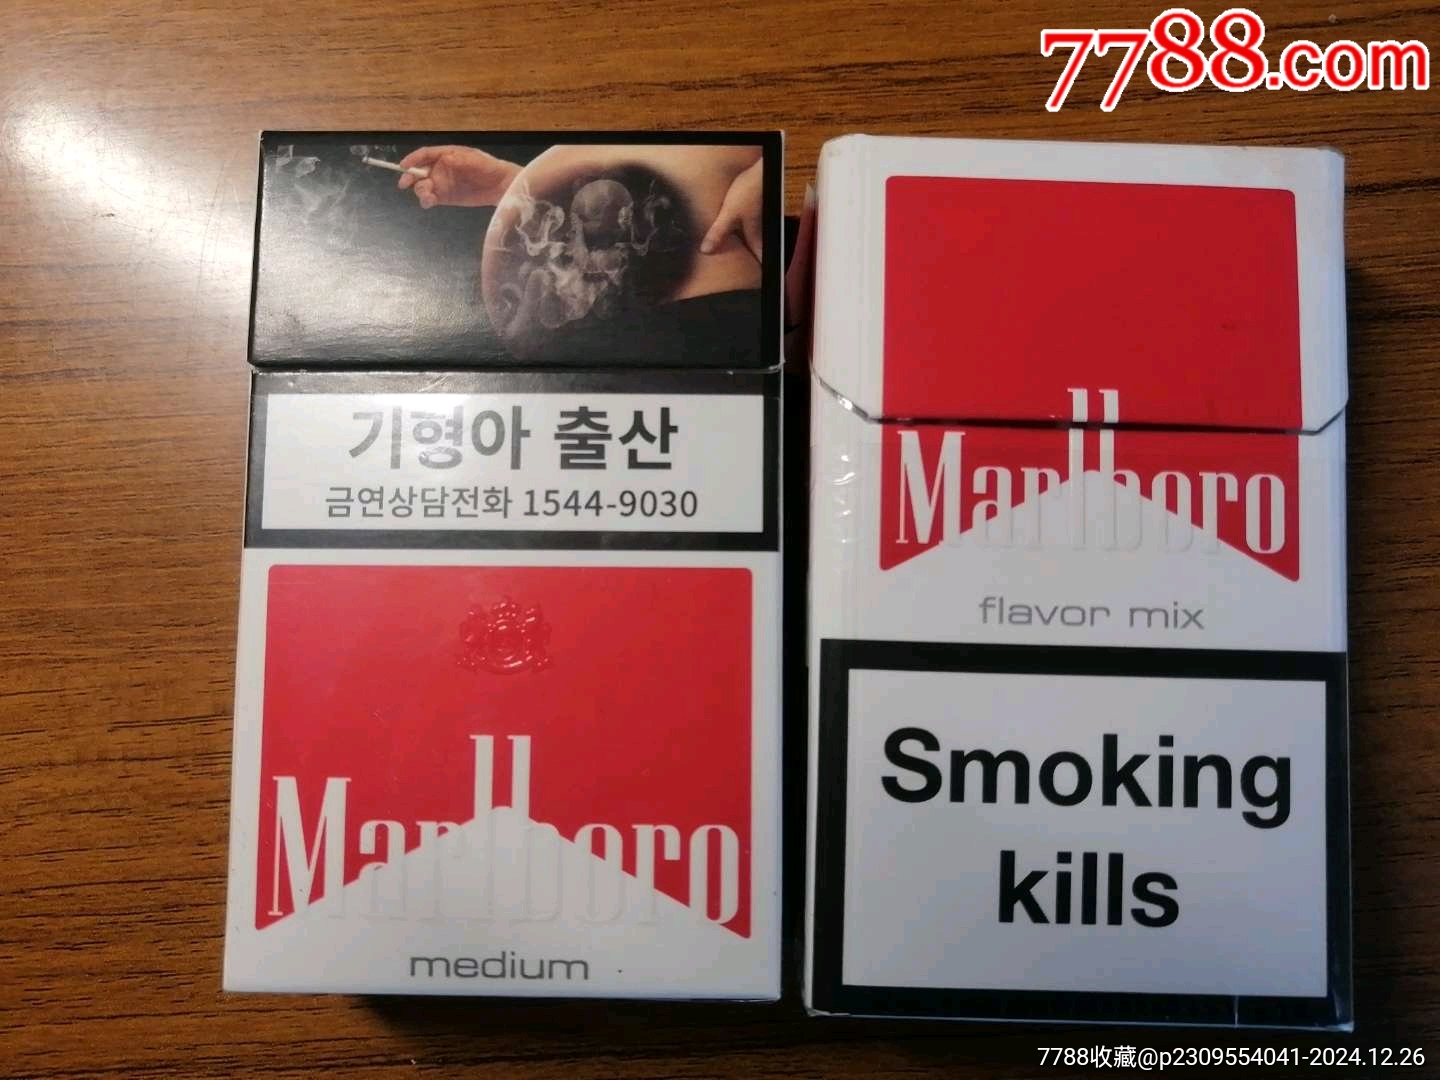 7788.com
기형아 출산
금연상담전화 1544-9030
Marlboro
medium
Marlboro
flavor mix
Smoking
kills
7788收藏@p2309554041-2024.12.26